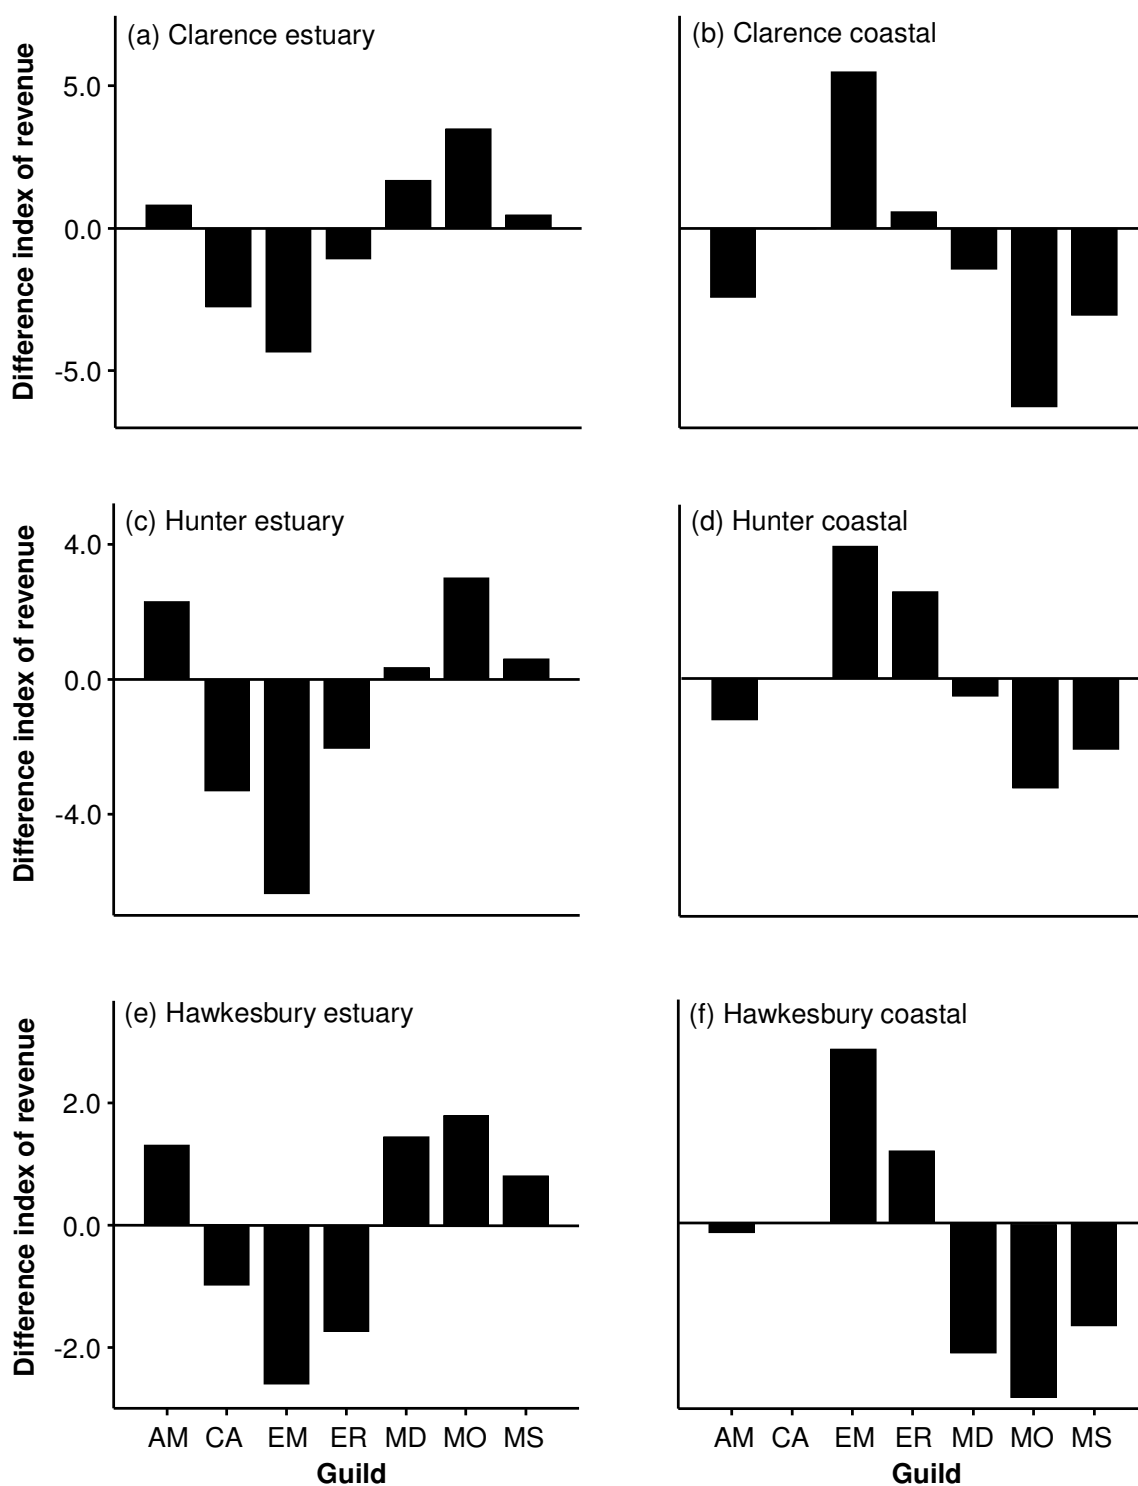 (a) Clarence estuary
(b) Clarence coastal
Difference index of revenue
5.0
0.0
-5.0
(c) Hunter estuary
(d) Hunter coastal
Difference index of revenue
4.0
0.0
-4.0
(e) Hawkesbury estuary
(f) Hawkesbury coastal
Difference index of revenue
2.0
0.0
-2.0
AM CA EM ER MD MO MS
AM CA EM ER MD MO MS
Guild
Guild